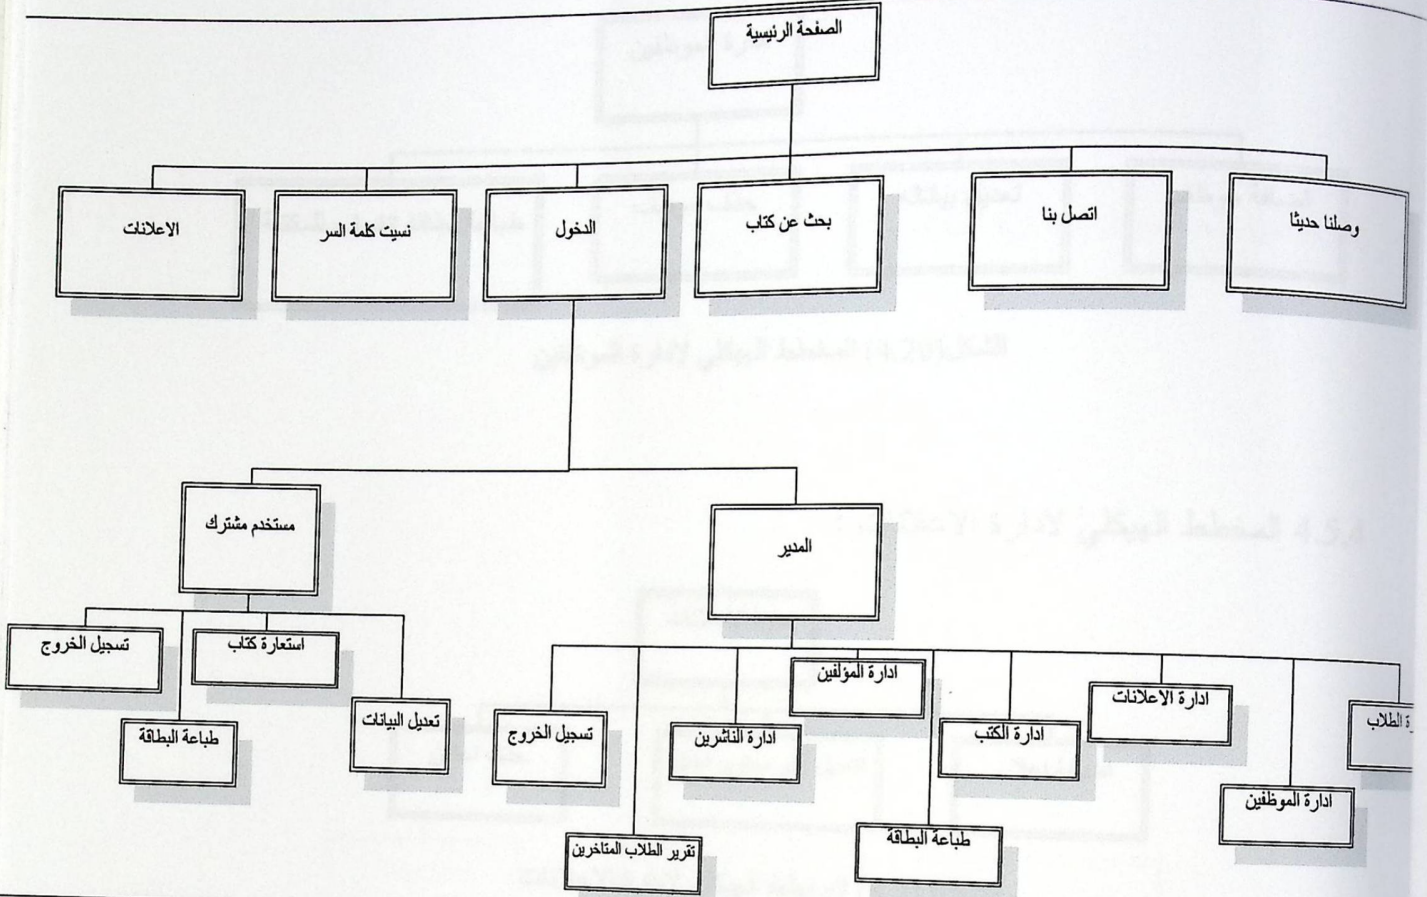 الصفحة الرئيسية
وصلنا حديثا
اتصل بنا
بحث عن كتاب
الدخول
نسيت كلمة السر
الاعلانات
المدير
مستخدم مشترك
الطلاب
ادارة الموظفين
ادارة الاعلانات
ادارة الكتب
طباعة البطاقة
ادارة المؤلفين
ادارة الناشرين
تقرير الطلاب المتاخرين
تسجيل الخروج
تعديل البيانات
استعارة كتاب
طباعة البطاقة
تسجيل الخروج